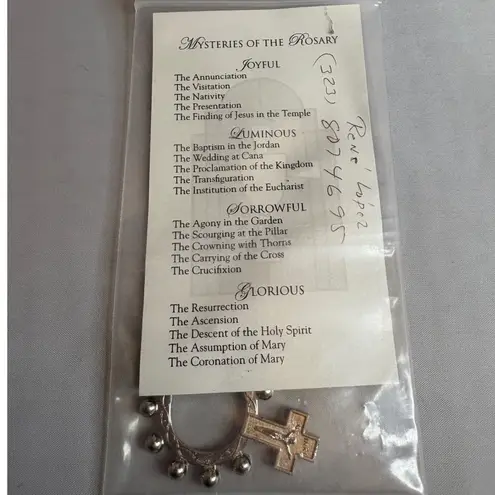 MYSTERIES OF THE ROSARY
JOYFUL
The Annunciation
The Visitation
The Nativity
The Presentation
The Finding of Jesus in the Temple
LUMINOUS
The Baptism in the Jordan
The Wedding at Cana
The Proclamation of the Kingdom
The Transfiguration
The Institution of the Eucharist
SORROWFUL
The Agony in the Garden
The Scourging at the Pillar
The Crowning with Thorns
The Carrying of the Cross
The Crucifixion
GLORIOUS
The Resurrection
The Ascension
The Descent of the Holy Spirit
The Assumption of Mary
The Coronation of Mary
René López
(323) 8074695